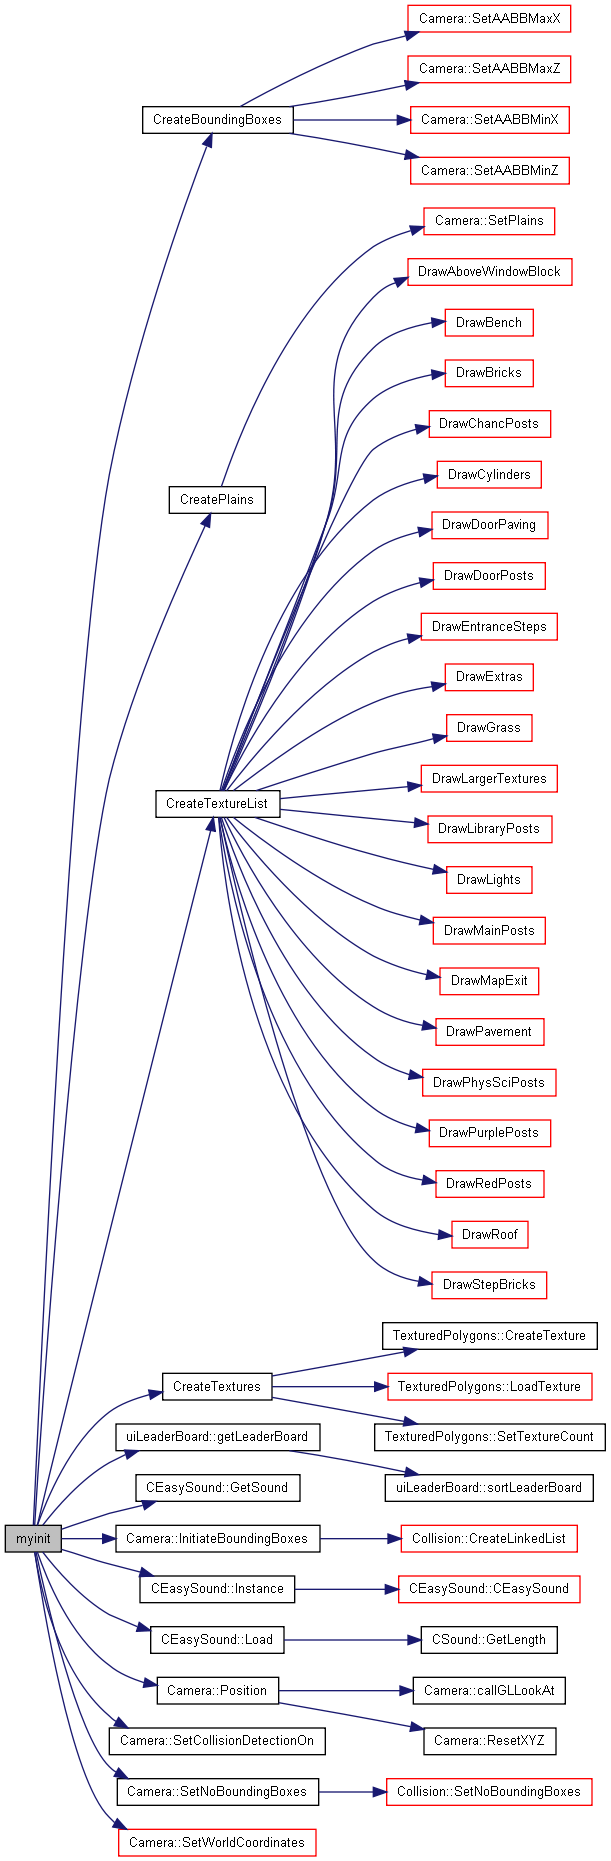 Camera::SetAABBMaxX
Camera::SetAABBMaxZ
CreateBoundingBoxes
Camera::SetAABBMinX
Camera::SetAABBMinZ
Camera::SetPlains
DrawAboveWindowBlock
DrawBench
DrawBricks
DrawChancPosts
DrawCylinders
CreatePlains
DrawDoorPaving
DrawDoorPosts
DrawEntranceSteps
DrawExtras
DrawGrass
DrawLargerTextures
CreateTextureList
DrawLibraryPosts
DrawLights
DrawMainPosts
DrawMapExit
DrawPavement
DrawPhysSciPosts
DrawPurplePosts
DrawRedPosts
DrawRoof
DrawStepBricks
TexturedPolygons::CreateTexture
CreateTextures
TexturedPolygons::LoadTexture
TexturedPolygons::SetTextureCount
uiLeaderBoard::getLeaderBoard
uiLeaderBoard::sortLeaderBoard
CEasySound::GetSound
myinit
Camera::InitiateBoundingBoxes
Collision::CreateLinkedList
CEasySound::Instance
CEasySound::CEasySound
CEasySound::Load
CSound::GetLength
Camera::Position
Camera::callGLLookAt
Camera::SetCollisionDetectionOn
Camera::ResetXYZ
Camera::SetNoBoundingBoxes
Collision::SetNoBoundingBoxes
Camera::SetWorldCoordinates